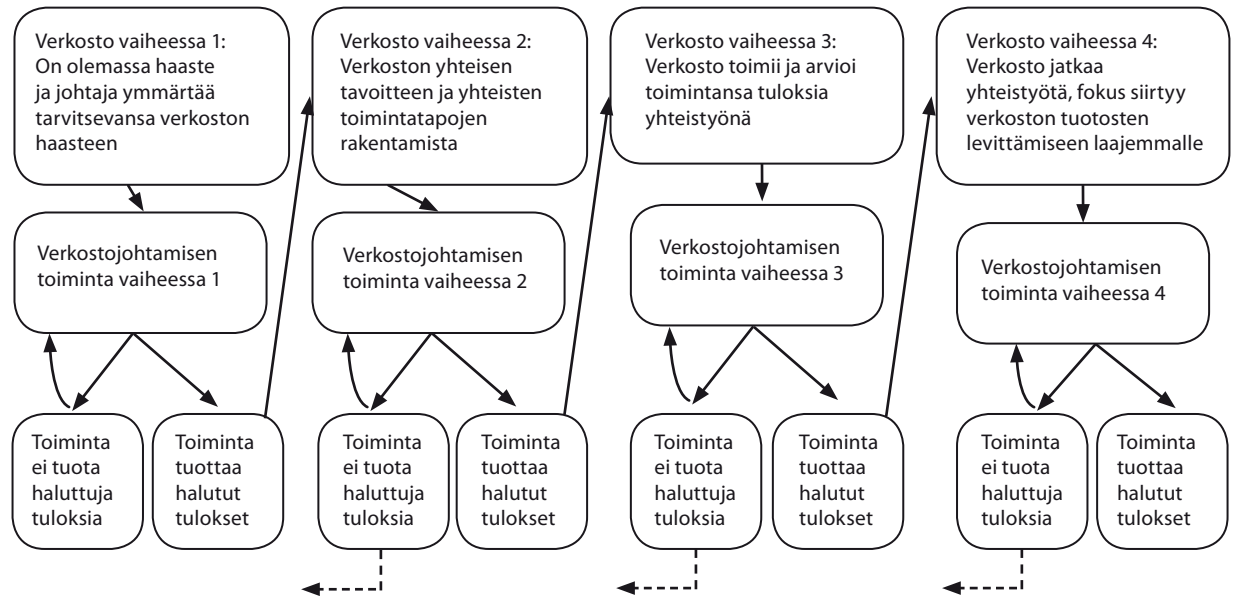 Verkosto vaiheessa 1:
On olemassa haaste
ja johtaja ymmärtää
tarvitsevansa verkoston
haasteen
Verkostojohtamisen
toiminta vaiheessa 1
Toiminta
ei tuota
haluttuja
tuloksia
Toiminta
tuottaa
halutut
tulokset
Verkosto vaiheessa 2:
Verkoston yhteisen
tavoitteen ja yhteisten
toimintatapojen
rakentamista
Verkostojohtamisen
toiminta vaiheessa 2
Toiminta
ei tuota
haluttuja
tuloksia
Toiminta
tuottaa
halutut
tulokset
Verkosto vaiheessa 3:
Verkosto toimii ja arvioi
toimintansa tuloksia
yhteistyönä
Verkostojohtamisen
toiminta vaiheessa 3
Toiminta
ei tuota
haluttuja
tuloksia
Toiminta
tuottaa
halutut
tulokset
Verkosto vaiheessa 4:
Verkosto jatkaa
yhteistyötä, fokus siirtyy
verkoston tuotosten
levittämiseen laajemmalle
Verkostojohtamisen
toiminta vaiheessa 4
Toiminta
ei tuota
haluttuja
tuloksia
Toiminta
tuottaa
halutut
tulokset